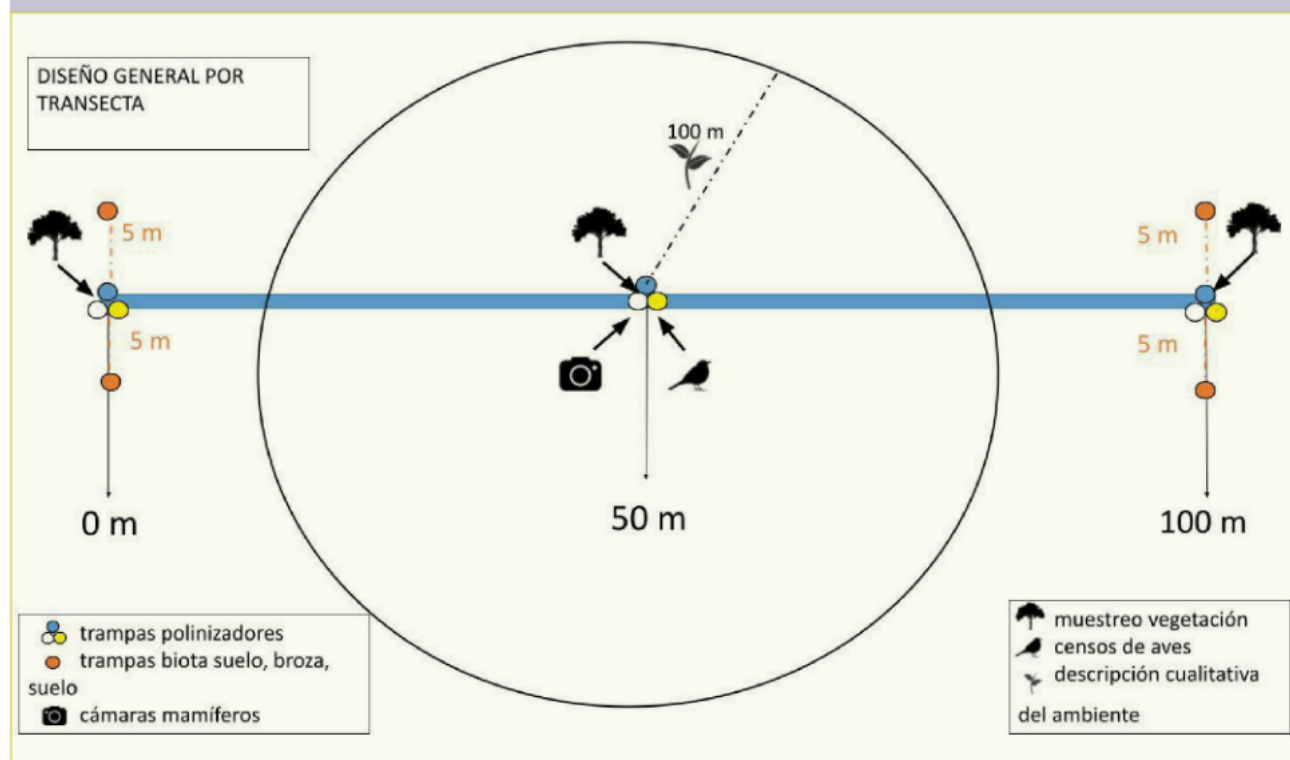 DISEÑO GENERAL POR
TRANSECTA
100 m
5 m
5 m
5 m
5 m
0 m
50 m
100 m
trampas polinizadores
trampas biota suelo, broza,
suelo
cámaras mamíferos
muestreo vegetación
censos de aves
descripción cualitativa
del ambiente